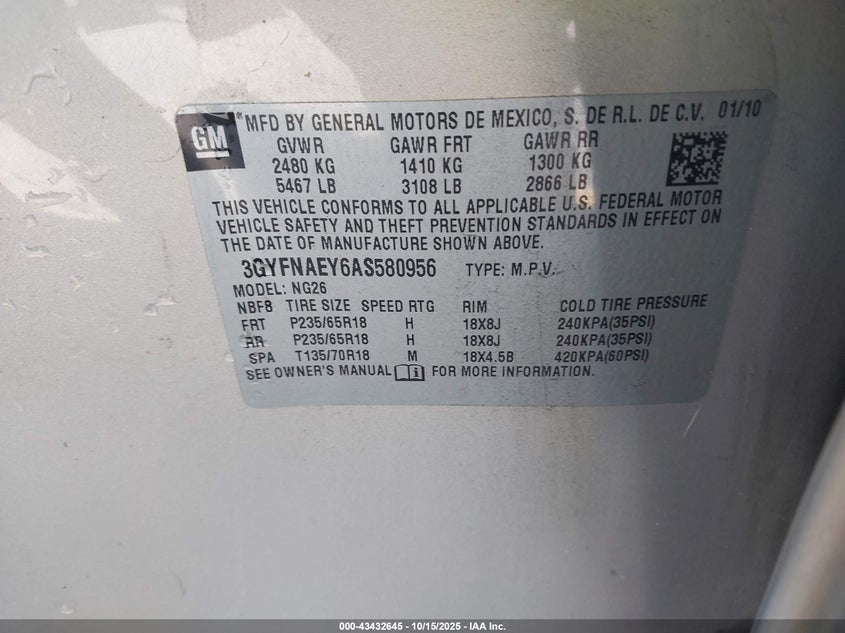 GM ® MFD BY GENERAL MOTORS DE MEXICO, S. DE R.L. DE C.V. 01/10
GVWR GAWR FRT GAWR RR
2480 KG 1410 KG 1300 KG
5467 LB 3108 LB 2866 LB
THIS VEHICLE CONFORMS TO ALL APPLICABLE U.S. FEDERAL MOTOR
VEHICLE SAFETY AND THEFT PREVENTION STANDARDS IN EFFECT ON
THE DATE OF MANUFACTURE SHOWN ABOVE.
3GYFNAEY6AS580956 TYPE: M.P.V.
MODEL: NG26
NBF8 TIRE SIZE SPEED RTG RIM COLD TIRE PRESSURE
FRT P235/65R18 H 18X8J 240KPA(35PSI)
RR P235/65R18 H 18X8J 240KPA(35PSI)
SPA T135/70R18 M 18X4.5B 420KPA(60PSI)
SEE OWNER'S MANUAL FOR MORE INFORMATION.
000-43432645 - 10/15/2025 - IAA Inc.